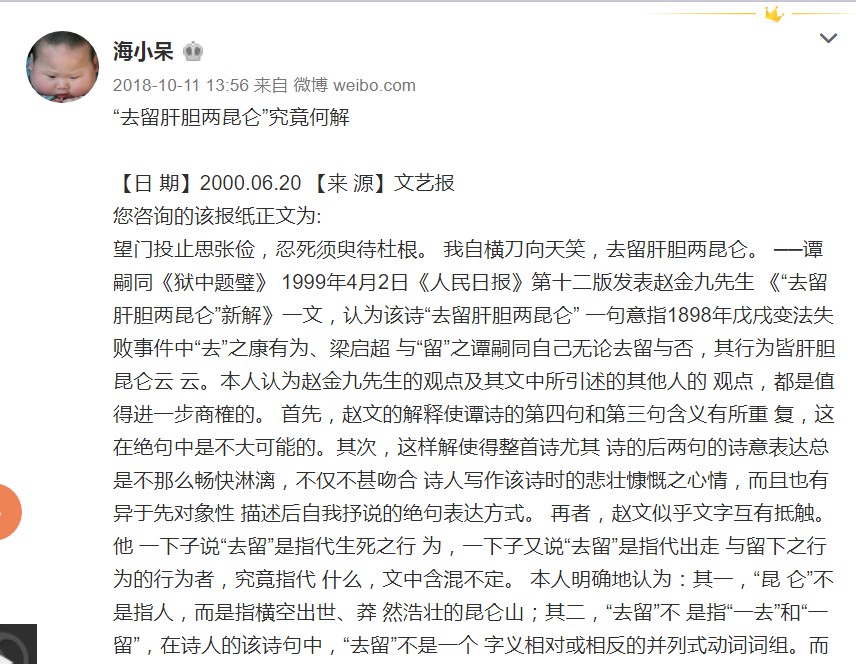 海小呆
2018-10-11 13:56 来自 微博 weibo.com
“去留肝胆两昆仑”究竟何解
【日 期】2000.06.20 【来 源】文艺报
您咨询的该报纸正文为:
望门投止思张俭，忍死须臾待杜根。 我自横刀向天笑，去留肝胆两昆仑。 ──谭
嗣同《狱中题璧》 1999年4月2日《人民日报》第十二版发表赵金九先生 《“去留
肝胆两昆仑”新解》一文，认为该诗“去留肝胆两昆仑” 一句意指1898年戊戌变法失
败事件中“去”之康有为、梁启超 与“留”之谭嗣同自己无论去留与否，其行为皆肝胆
昆仑云 云。本人认为赵金九先生的观点及其文中所引述的其他人的 观点，都是值
得进一步商榷的。 首先，赵文的解释使谭诗的第四句和第三句含义有所重 复，这
在绝句中是不大可能的。其次，这样解使得整首诗尤其 诗的后两句的诗意表达总
是不那么畅快淋漓，不仅不甚吻合 诗人写作该诗时的悲壮慷慨之心情，而且也有
异于先对象性 描述后自我抒说的绝句表达方式。 再者，赵文似乎文字互有抵触。
他 一下子说“去留”是指代生死之行 为，一下子又说“去留”是指代出走 与留下之行
为的行为者，究竟指代 什么，文中含混不定。 本人明确地认为：其一，“昆 仑”不
是指人，而是指横空出世、莽 然浩壮的昆仑山；其二，“去留”不 是指“一去”和“一
留”，在诗人的该诗句中，“去留”不是一个 字义相对或相反的并列式动词词组。而